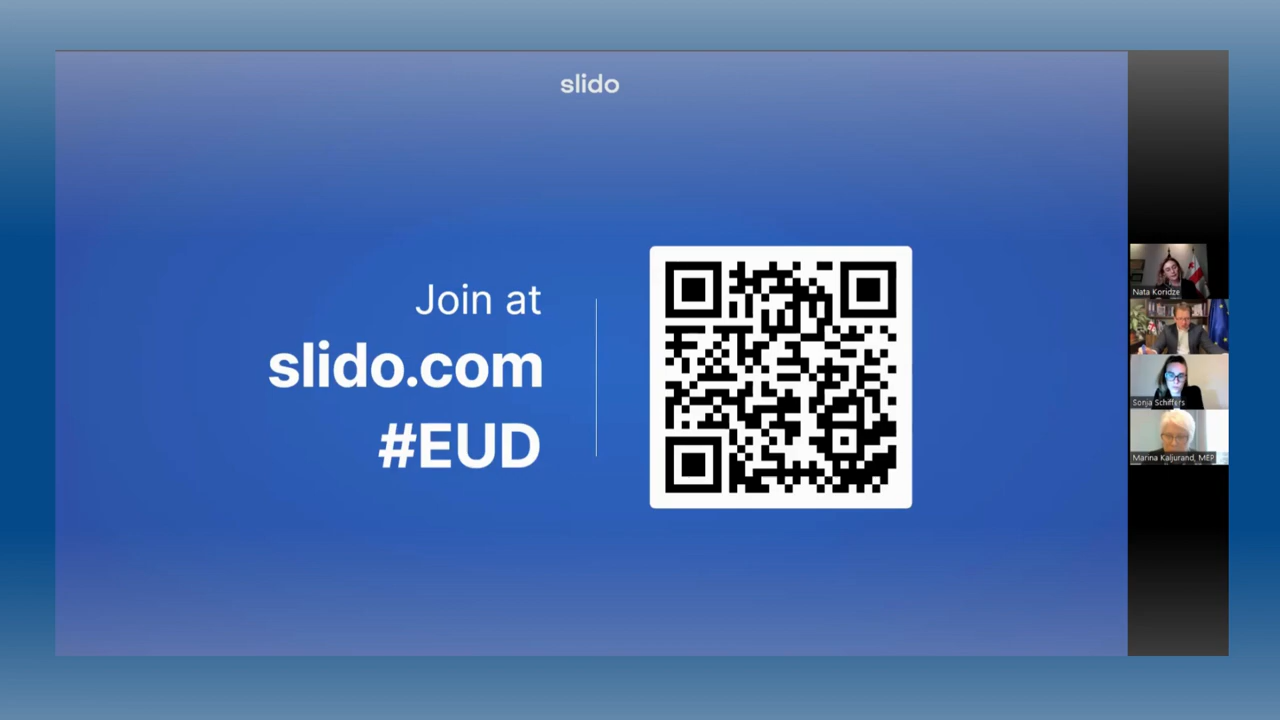 slido
Join at
slido.com
#EUD
Nata Koridze
Sonja Schiffers
Marina Kaljurand, MEP